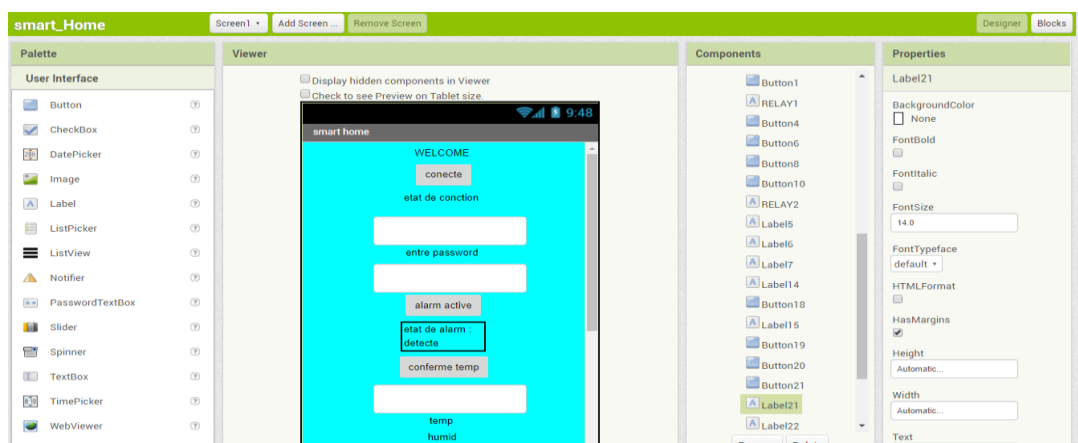 smart_Home
Screen1
Add Screen ...
Remove Screen
Designer
Blocks
Palette
User Interface
Button
CheckBox
DatePicker
Image
Label
ListPicker
ListView
Notifier
PasswordTextBox
Slider
Spinner
TextBox
TimePicker
WebViewer
Viewer
Display hidden components in Viewer
Check to see Preview on Tablet size.
9:48
smart home
WELCOME
conecte
etat de conction
entre password
alarm active
etat de alarm :
detecte
conferme temp
temp
humid
Components
Button1
RELAY1
Button4
Button6
Button8
Button10
RELAY2
Label5
Label6
Label7
Label14
Button18
Label15
Button19
Button20
Button21
Label21
Label22
Properties
Label21
BackgroundColor
None
FontBold
FontItalic
FontSize
14.0
FontTypeface
default
HTMLFormat
HasMargins
Height
Automatic...
Width
Automatic...
Text